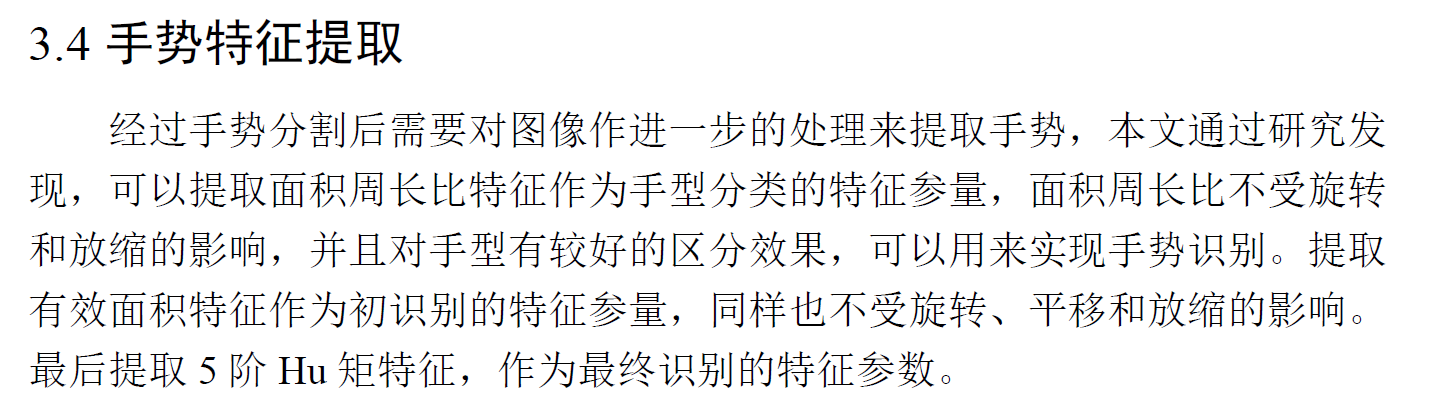 3.4 手势特征提取
经过手势分割后需要对图像作进一步的处理来提取手势，本文通过研究发
现，可以提取面积周长比特征作为手型分类的特征参量，面积周长比不受旋转
和放缩的影响，并且对手型有较好的区分效果，可以用来实现手势识别。提取
有效面积特征作为初识别的特征参量，同样也不受旋转、平移和放缩的影响。
最后提取 5 阶 Hu 矩特征，作为最终识别的特征参数。